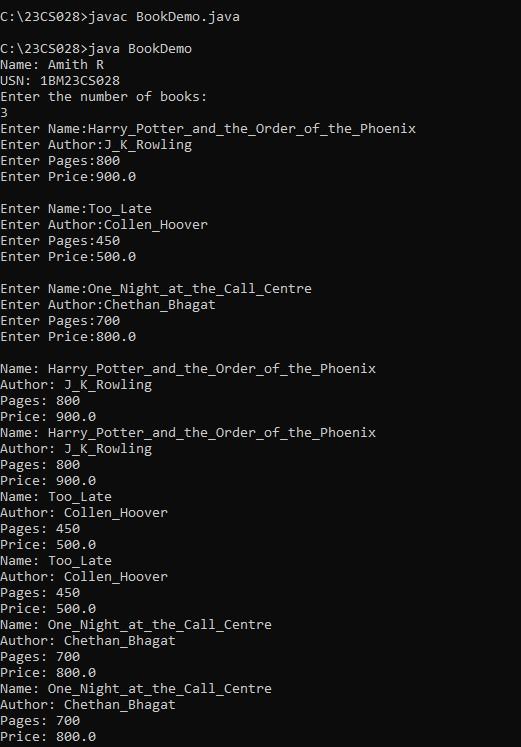 C:\23CS028>javac BookDemo.java
C:\23CS028>java BookDemo
Name: Amith R
USN: 1BM23CS028
Enter the number of books:
3
Enter Name:Harry_Potter_and_the_Order_of_the_Phoenix
Enter Author:J_K_Rowling
Enter Pages:800
Enter Price:900.0
Enter Name:Too_Late
Enter Author:Collen_Hoover
Enter Pages:450
Enter Price:500.0
Enter Name:One_Night_at_the_Call_Centre
Enter Author:Chethan_Bhagat
Enter Pages:700
Enter Price:800.0
Name: Harry_Potter_and_the_Order_of_the_Phoenix
Author: J_K_Rowling
Pages: 800
Price: 900.0
Name: Harry_Potter_and_the_Order_of_the_Phoenix
Author: J_K_Rowling
Pages: 800
Price: 900.0
Name: Too_Late
Author: Collen_Hoover
Pages: 450
Price: 500.0
Name: Too_Late
Author: Collen_Hoover
Pages: 450
Price: 500.0
Name: One_Night_at_the_Call_Centre
Author: Chethan_Bhagat
Pages: 700
Price: 800.0
Name: One_Night_at_the_Call_Centre
Author: Chethan_Bhagat
Pages: 700
Price: 800.0